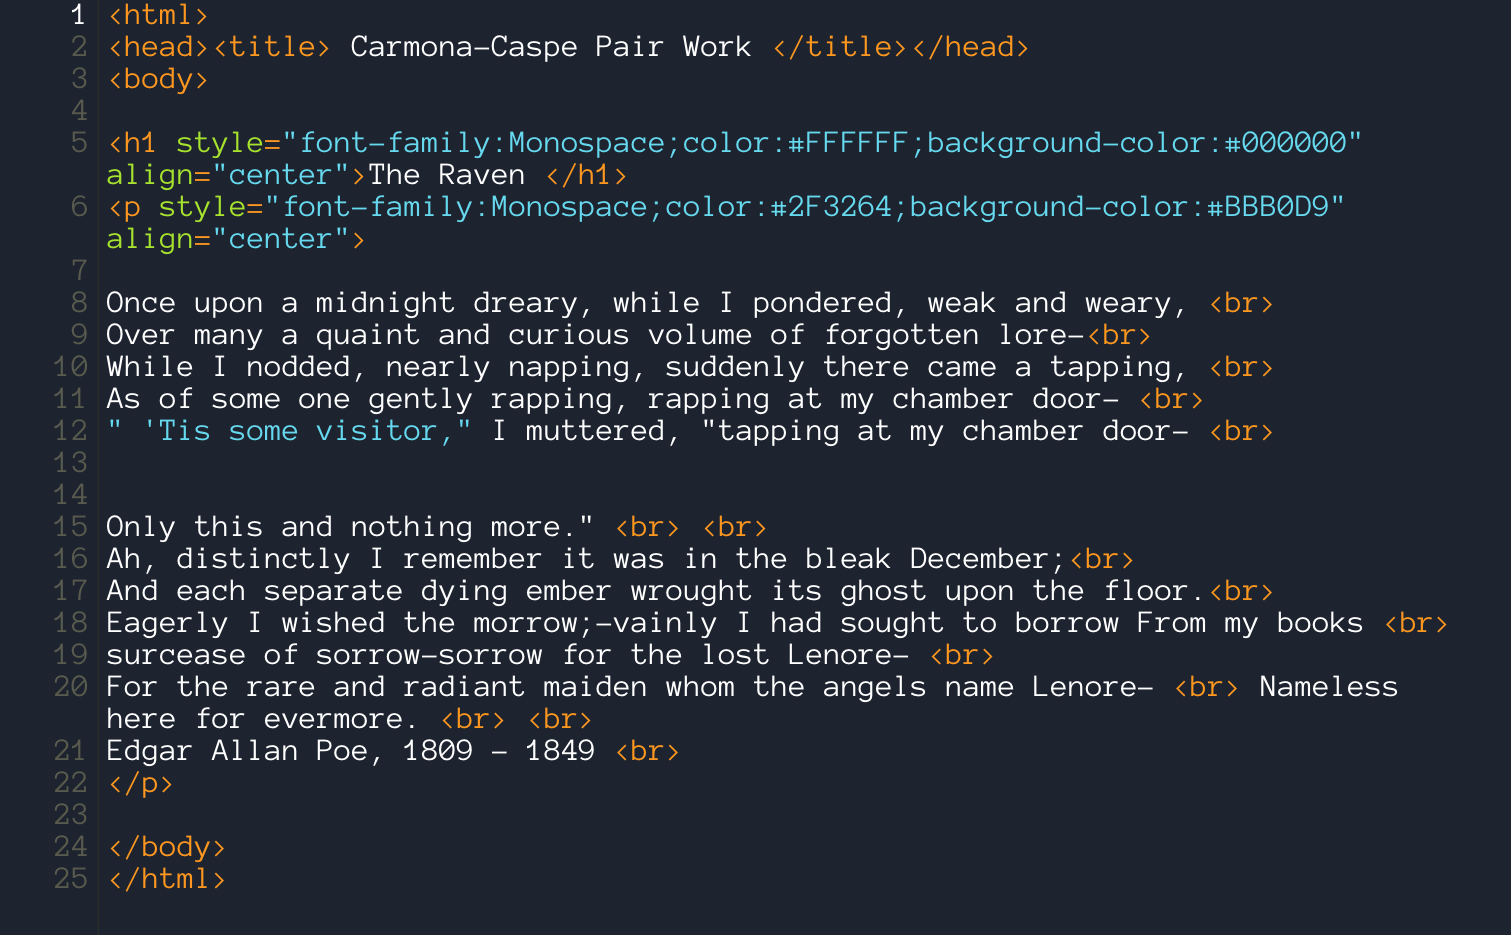 1 <html>
2 <head><title> Carmona-Caspe Pair Work </title></head>
3 <body>
4
5 <h1 style="font-family:Monospace;color:#FFFFFF;background-color:#000000"
align="center">The Raven </h1>
6 <p style="font-family:Monospace;color:#2F3264;background-color:#BBB0D9"
align="center">
7
8 Once upon a midnight dreary, while I pondered, weak and weary, <br>
9 Over many a quaint and curious volume of forgotten lore-<br>
10 While I nodded, nearly napping, suddenly there came a tapping, <br>
11 As of some one gently rapping, rapping at my chamber door- <br>
12 " 'Tis some visitor," I muttered, "tapping at my chamber door- <br>
13
14
15 Only this and nothing more." <br> <br>
16 Ah, distinctly I remember it was in the bleak December;<br>
17 And each separate dying ember wrought its ghost upon the floor.<br>
18 Eagerly I wished the morrow;-vainly I had sought to borrow From my books <br>
19 surcease of sorrow-sorrow for the lost Lenore- <br>
20 For the rare and radiant maiden whom the angels name Lenore- <br> Nameless
here for evermore. <br> <br>
21 Edgar Allan Poe, 1809 - 1849 <br>
22 </p>
23
24 </body>
25 </html>